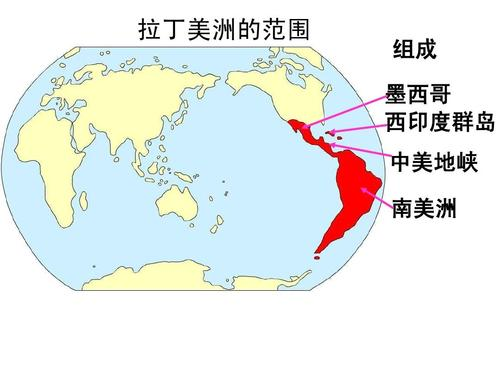 拉丁美洲的范围
组成
墨西哥
西印度群岛
中美地峡
南美洲